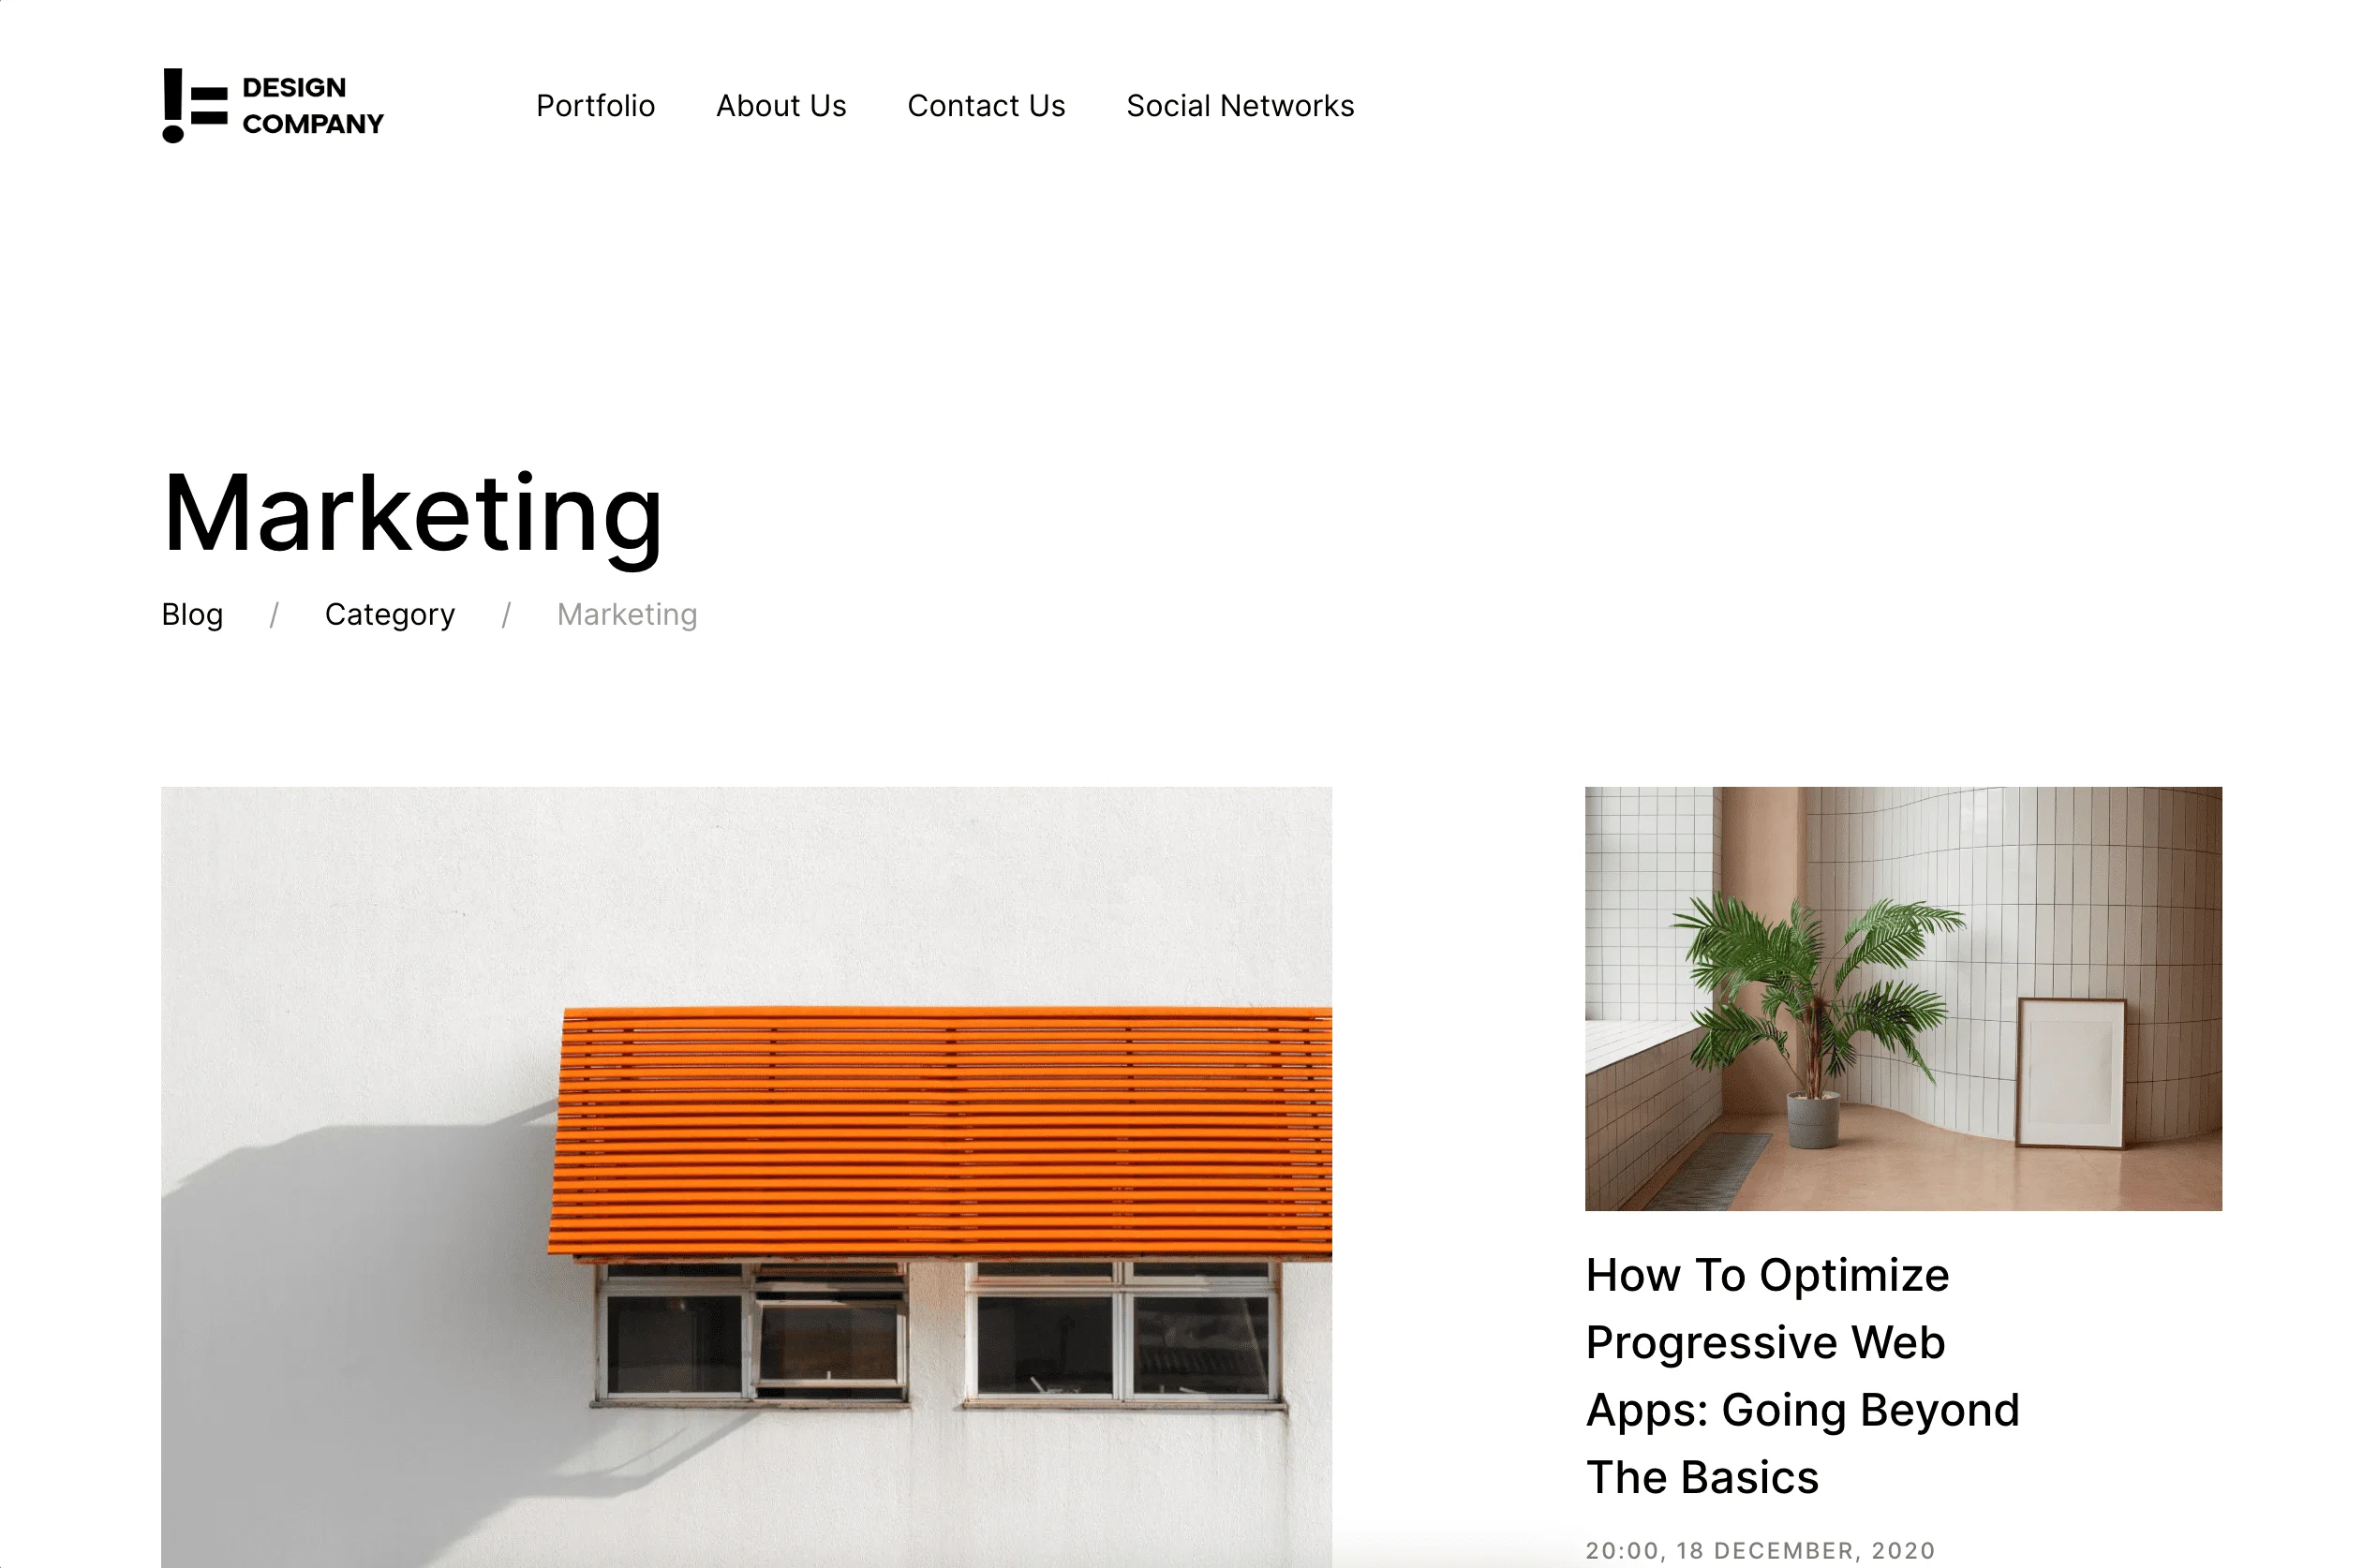 DESIGN
COMPANY
Portfolio About Us Contact Us Social Networks
Marketing
Blog / Category / Marketing
How To Optimize
Progressive Web
Apps: Going Beyond
The Basics
20:00, 18 DECEMBER, 2020